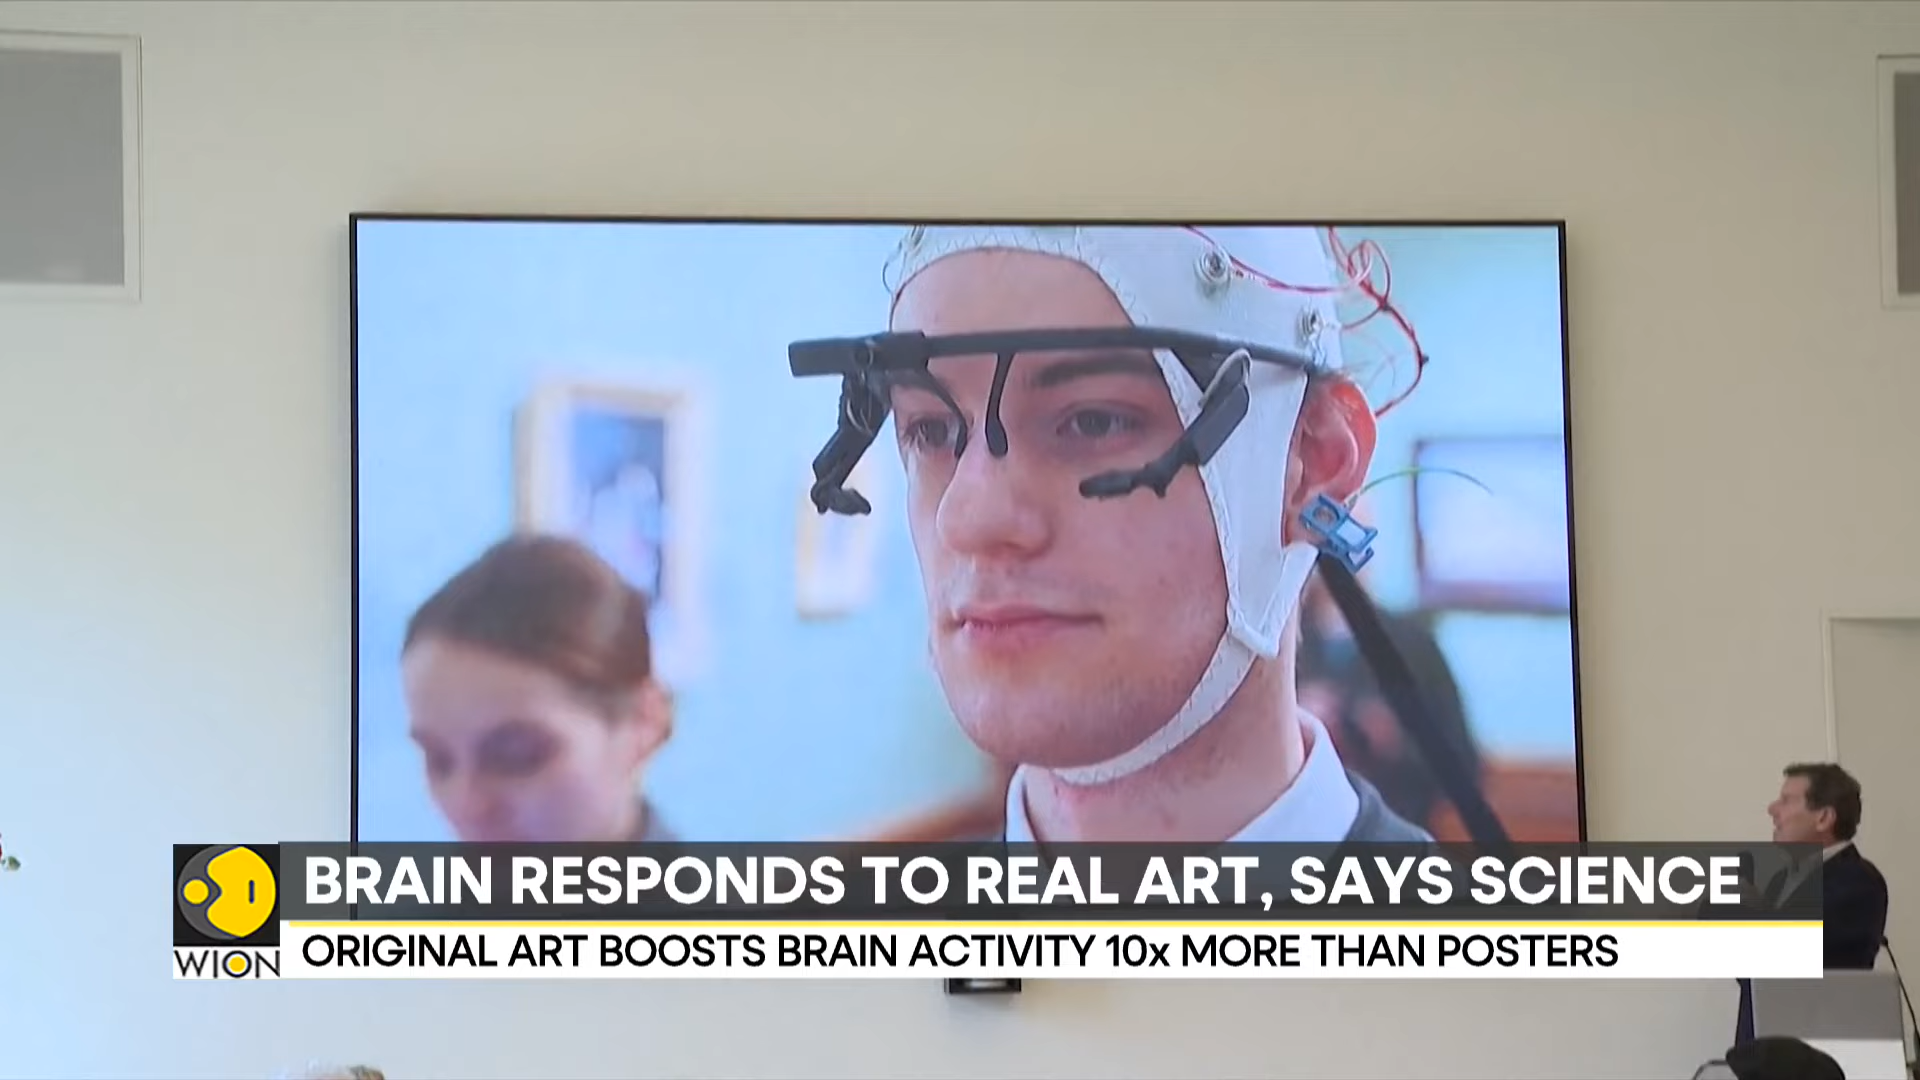 BRAIN RESPONDS TO REAL ART, SAYS SCIENCE
ORIGINAL ART BOOSTS BRAIN ACTIVITY 10x MORE THAN POSTERS
WION